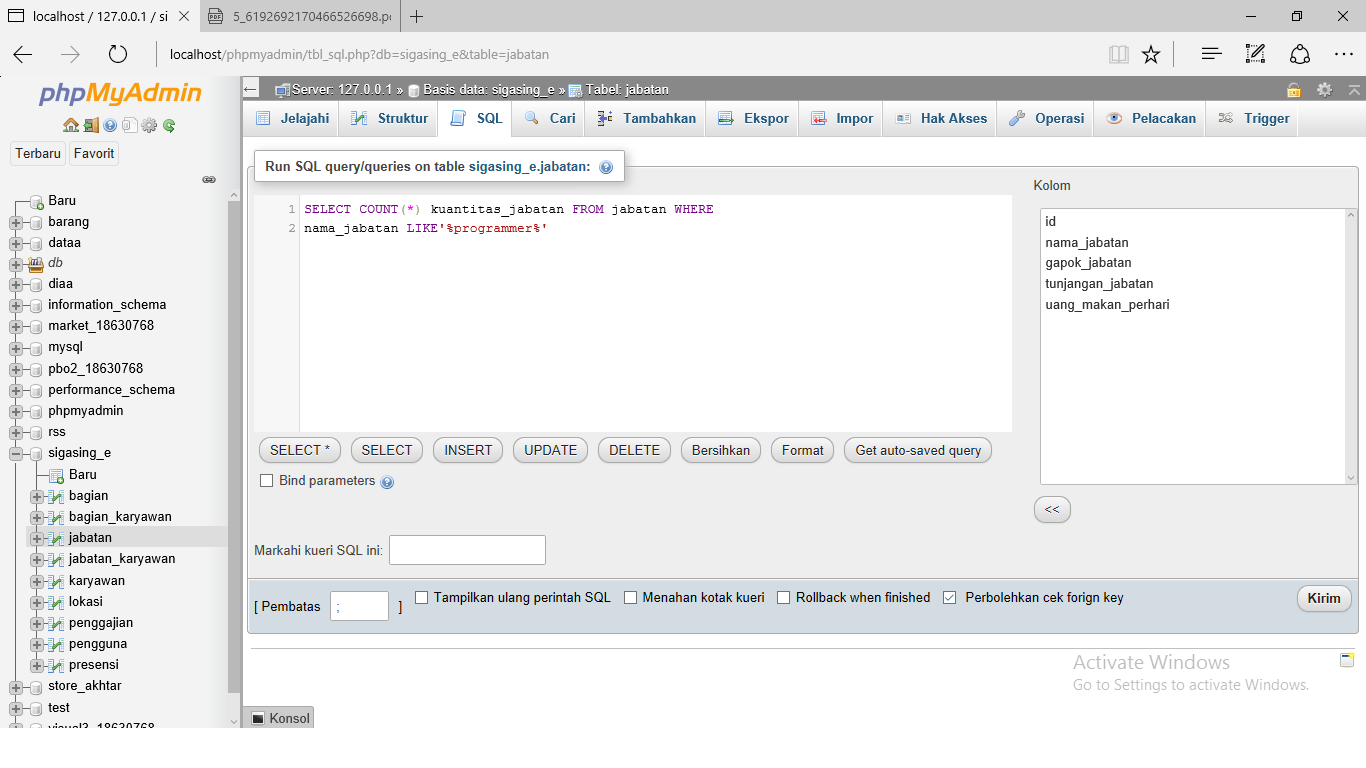 localhost / 127.0.0.1 / si
5_6192692170466526698.p
localhost/phpmyadmin/tbl_sql.php?db=sigasing_e&table=jabatan
phpMyAdmin
Terbaru Favorit
Baru
barang
dataa
db
diaa
information_schema
market_18630768
mysql
pbo2_18630768
performance_schema
phpmyadmin
rss
sigasing_e
Baru
bagian
bagian_karyawan
jabatan
jabatan_karyawan
karyawan
lokasi
penggajian
pengguna
presensi
store_akhtar
test
visual3_18630768
Server: 127.0.0.1 » Basis data: sigasing_e » Tabel: jabatan
Jelajahi Struktur SQL Cari Tambahkan Ekspor Impor Hak Akses Operasi Pelacakan Trigger
Run SQL query/queries on table sigasing_e.jabatan:
1 SELECT COUNT(*) kuantitas_jabatan FROM jabatan WHERE
2 nama_jabatan LIKE'%programmer%'
Kolom
id
nama_jabatan
gapok_jabatan
tunjangan_jabatan
uang_makan_perhari
SELECT * SELECT INSERT UPDATE DELETE Bersihkan Format Get auto-saved query
Bind parameters
<<
Markahi kueri SQL ini:
[ Pembatas ; ] Tampilkan ulang perintah SQL Menahan kotak kueri Rollback when finished Perbolehkan cek forign key Kirim
Activate Windows
Go to Settings to activate Windows.
Konsol